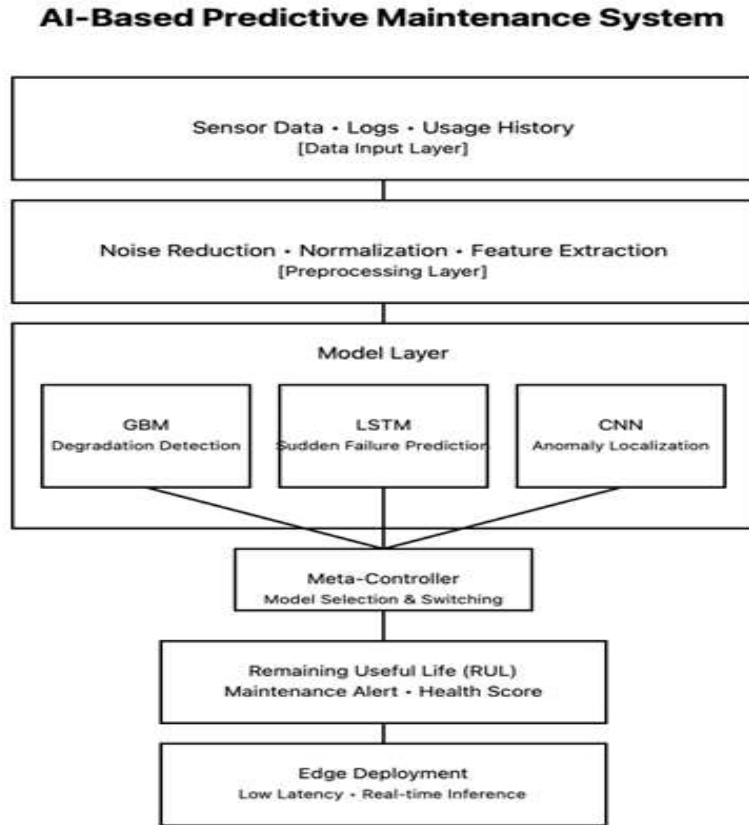 AI-Based Predictive Maintenance System
Sensor Data • Logs • Usage History
[Data Input Layer]
Noise Reduction • Normalization • Feature Extraction
[Preprocessing Layer]
Model Layer
GBM
Degradation Detection
LSTM
Sudden Failure Prediction
CNN
Anomaly Localization
Meta-Controller
Model Selection & Switching
Remaining Useful Life (RUL)
Maintenance Alert • Health Score
Edge Deployment
Low Latency • Real-time Inference